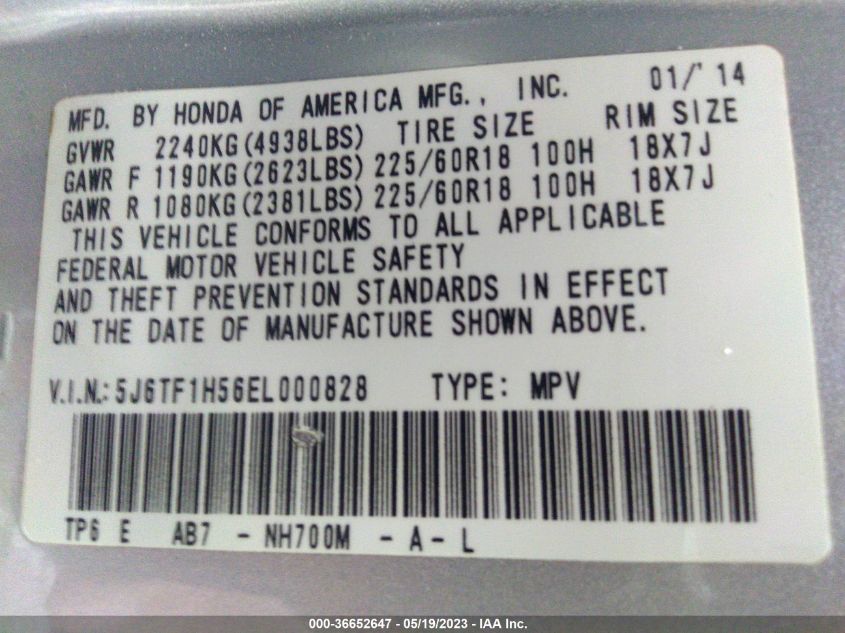 MFD. BY HONDA OF AMERICA MFG., INC. 01/'14
GVWR 2240KG(4938LBS) TIRE SIZE RIM SIZE
GAWR F 1190KG(2623LBS) 225/60R18 100H 18X7J
GAWR R 1080KG(2381LBS) 225/60R18 100H 18X7J
THIS VEHICLE CONFORMS TO ALL APPLICABLE
FEDERAL MOTOR VEHICLE SAFETY
AND THEFT PREVENTION STANDARDS IN EFFECT
ON THE DATE OF MANUFACTURE SHOWN ABOVE.
V.I.N.: 5J6TF1H56EL000828 TYPE: MPV
TP6 E AB7 - NH700M - A - L
000-36652647 - 05/19/2023 - IAA Inc.